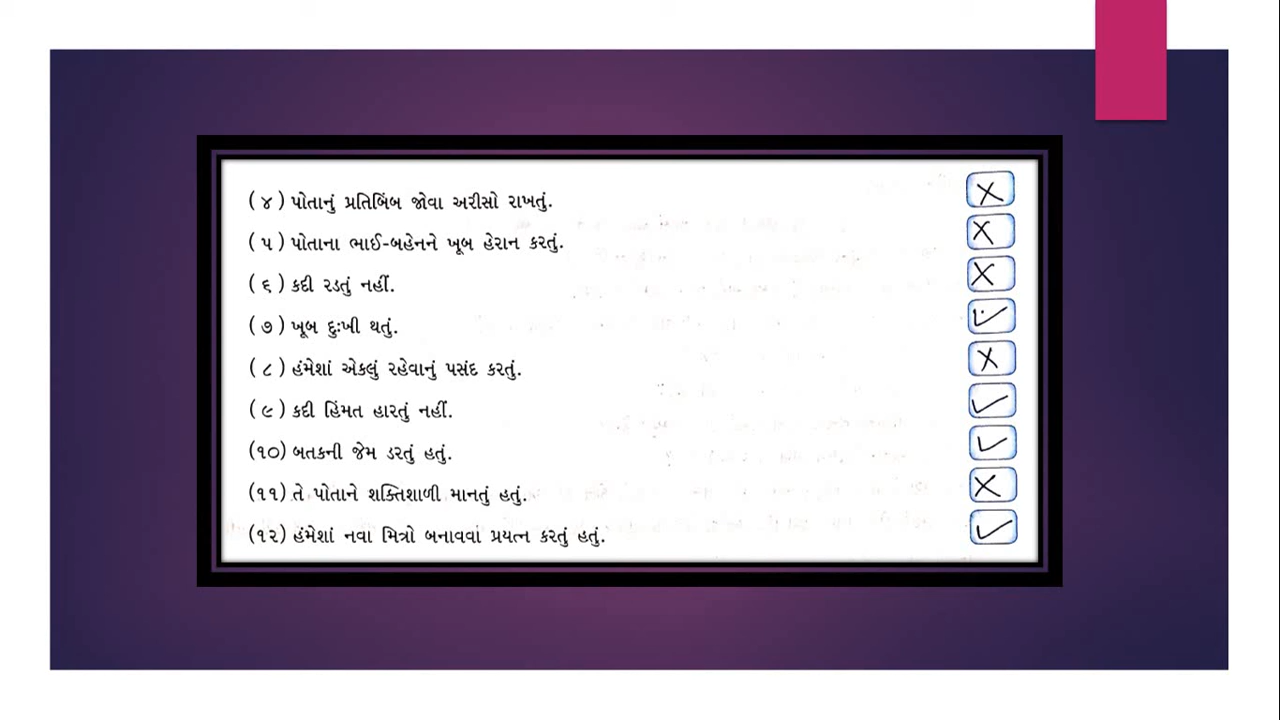 (૪) પોતાનું પ્રતિબિંબ જોવા અરીસો રાખતું. ✗
(૫) પોતાના ભાઈ-બહેનને ખૂબ હેરાન કરતું. ✗
(૬) કદી રડતું નહીં. ✗
(૭) ખૂબ દુઃખી થતું. ✓
(૮) હંમેશાં એકલું રહેવાનું પસંદ કરતું. ✗
(૯) કદી હિંમત હારતું નહીં. ✓
(૧૦) બતકની જેમ ડરતું હતું. ✓
(૧૧) તે પોતાને શક્તિશાળી માનતું હતું. ✗
(૧૨) હંમેશાં નવા મિત્રો બનાવવાં પ્રયત્ન કરતું હતું. ✓